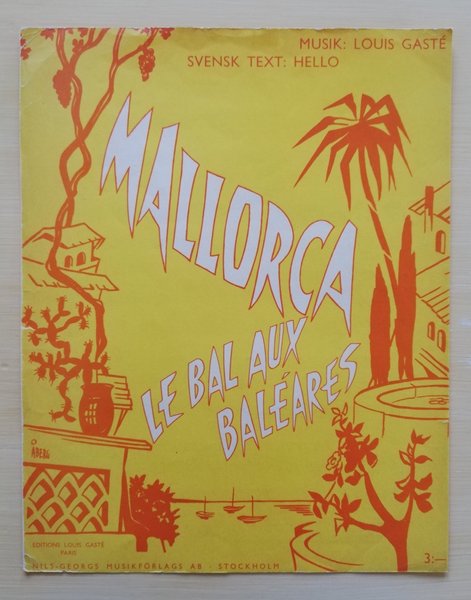 MUSIK: LOUIS GASTÉ
SVENSK TEXT: HELLO
MALLORCA
LE BAL AUX
BALÉARES
ÅBERG
EDITIONS LOUIS GASTÉ
PARIS
3:—
NILS-GEORGS MUSIKFÖRLAGS AB · STOCKHOLM